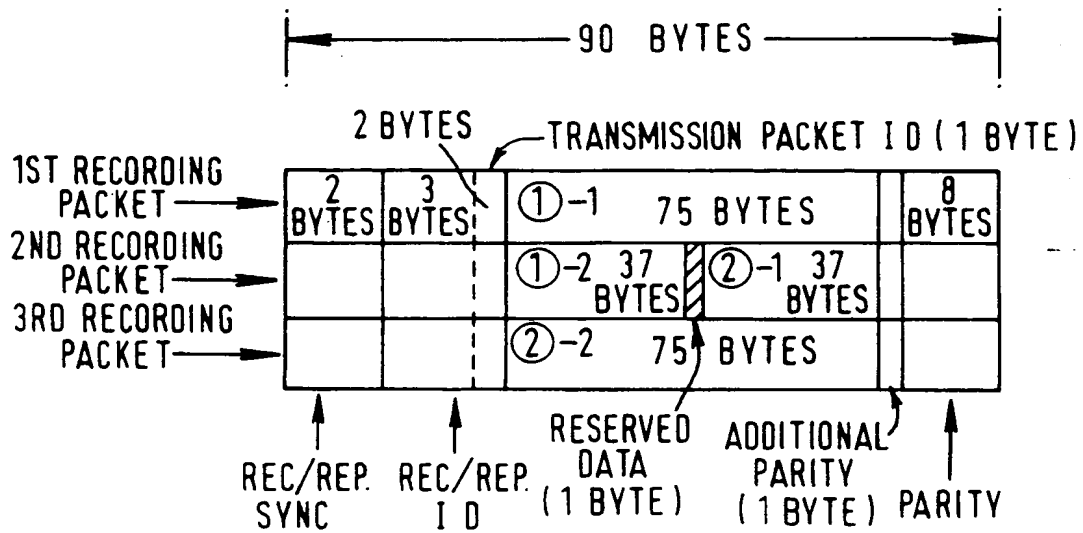 90 BYTES
2 BYTES
TRANSMISSION PACKET ID (1 BYTE)
1ST RECORDING
PACKET
2
BYTES
3
BYTES
①-1 75 BYTES
8
BYTES
2ND RECORDING
PACKET
①-2 37
BYTES
②-1 37
BYTES
3RD RECORDING
PACKET
②-2 75 BYTES
REC/REP.
SYNC
REC/REP.
ID
RESERVED
DATA
(1 BYTE)
ADDITIONAL
PARITY
(1 BYTE)
PARITY